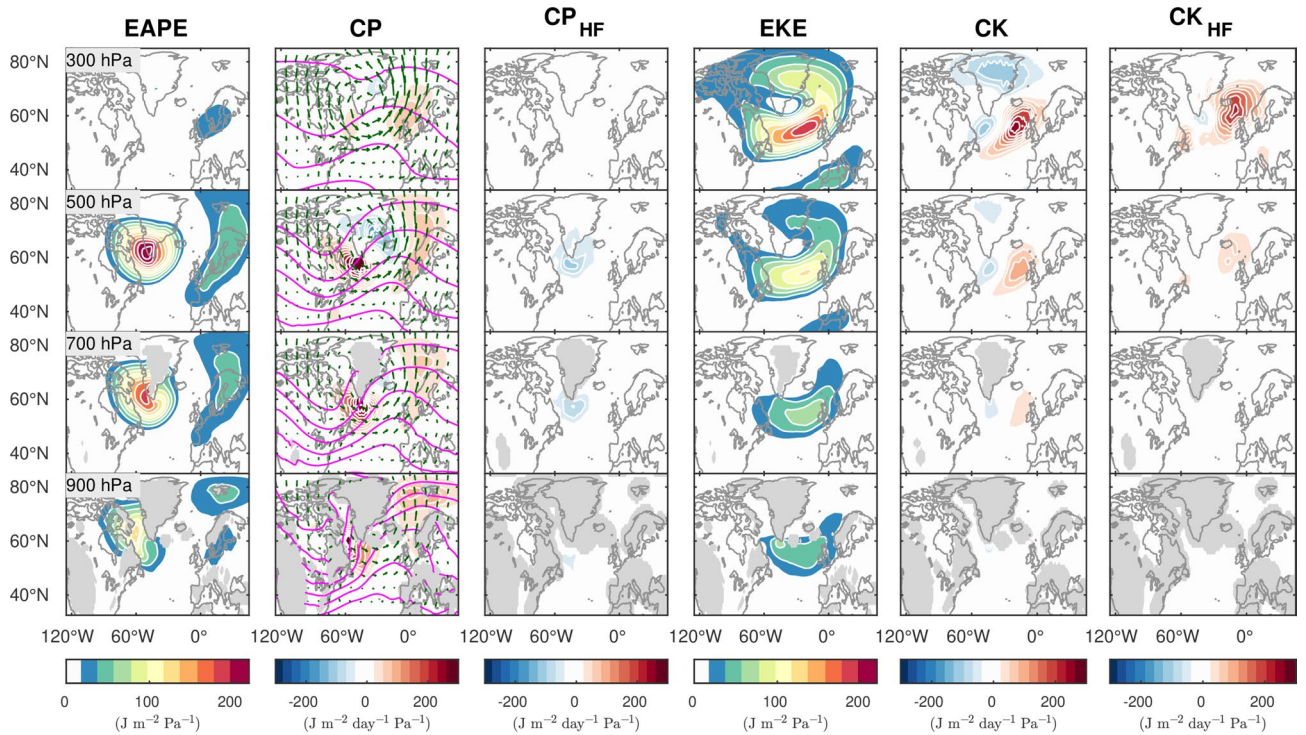 EAPE CP CP HF EKE CK CK HF
300 hPa
80°N
60°N
40°N
500 hPa
80°N
60°N
40°N
700 hPa
80°N
60°N
40°N
900 hPa
80°N
60°N
40°N
120°W 60°W 0° 120°W 60°W 0° 120°W 60°W 0° 120°W 60°W 0° 120°W 60°W 0° 120°W 60°W 0°
0 100 200 -200 0 200 -200 0 200 0 100 200 -200 0 200 -200 0 200
(J m⁻² Pa⁻¹) (J m⁻² day⁻¹ Pa⁻¹) (J m⁻² day⁻¹ Pa⁻¹) (J m⁻² Pa⁻¹) (J m⁻² day⁻¹ Pa⁻¹) (J m⁻² day⁻¹ Pa⁻¹)